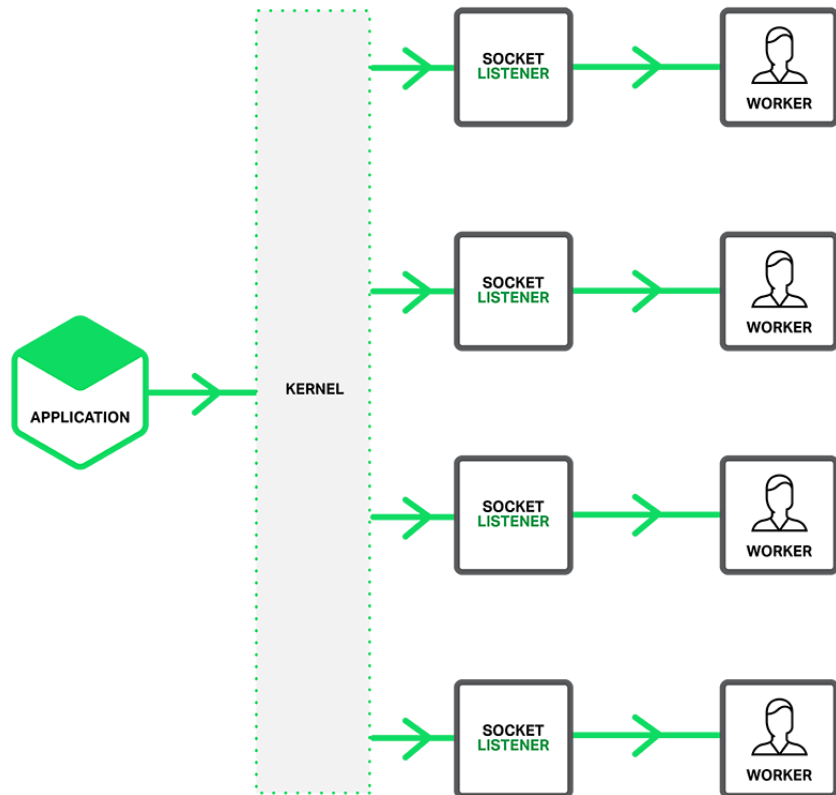 SOCKET
LISTENER
WORKER
SOCKET
LISTENER
WORKER
APPLICATION
KERNEL
SOCKET
LISTENER
WORKER
SOCKET
LISTENER
WORKER